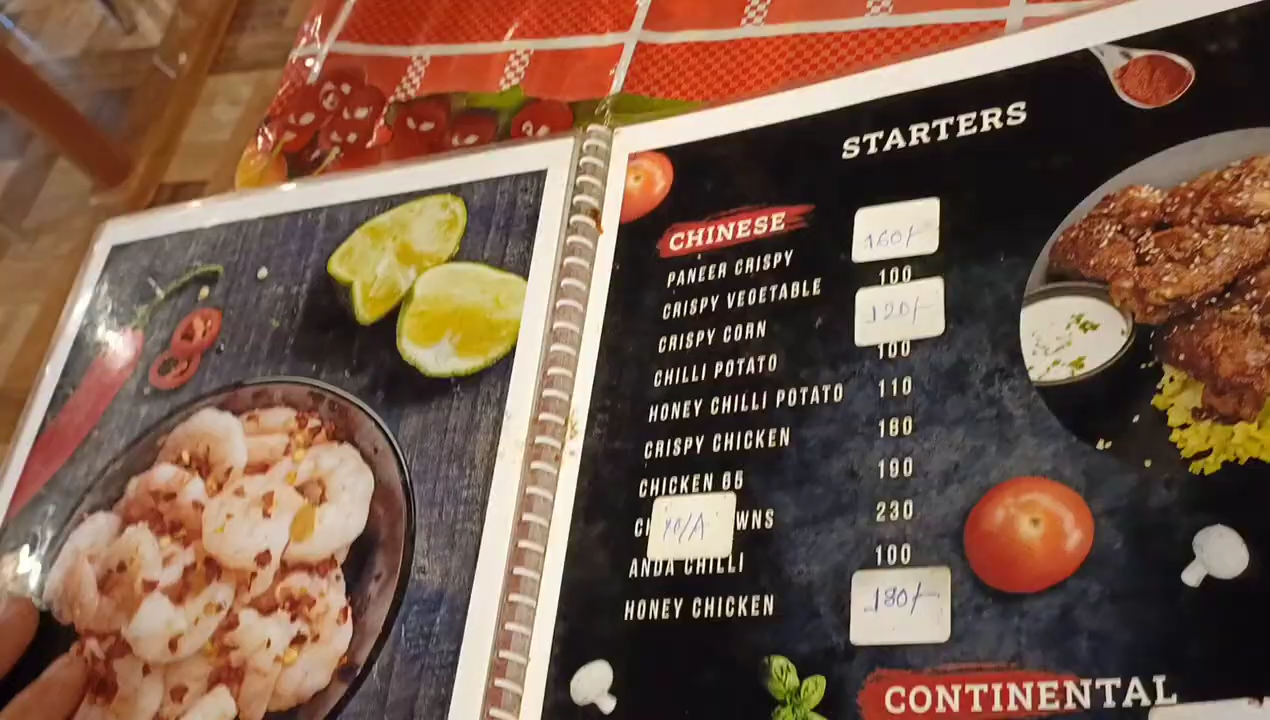 STARTERS
CHINESE
PANEER CRISPY 160/-
CRISPY VEGETABLE 100
CRISPY CORN 120/-
CHILLI POTATO 100
HONEY CHILLI POTATO 110
CRISPY CHICKEN 180
CHICKEN 65 190
N/A 230
ANDA CHILLI 100
HONEY CHICKEN 180/-
CONTINENTAL